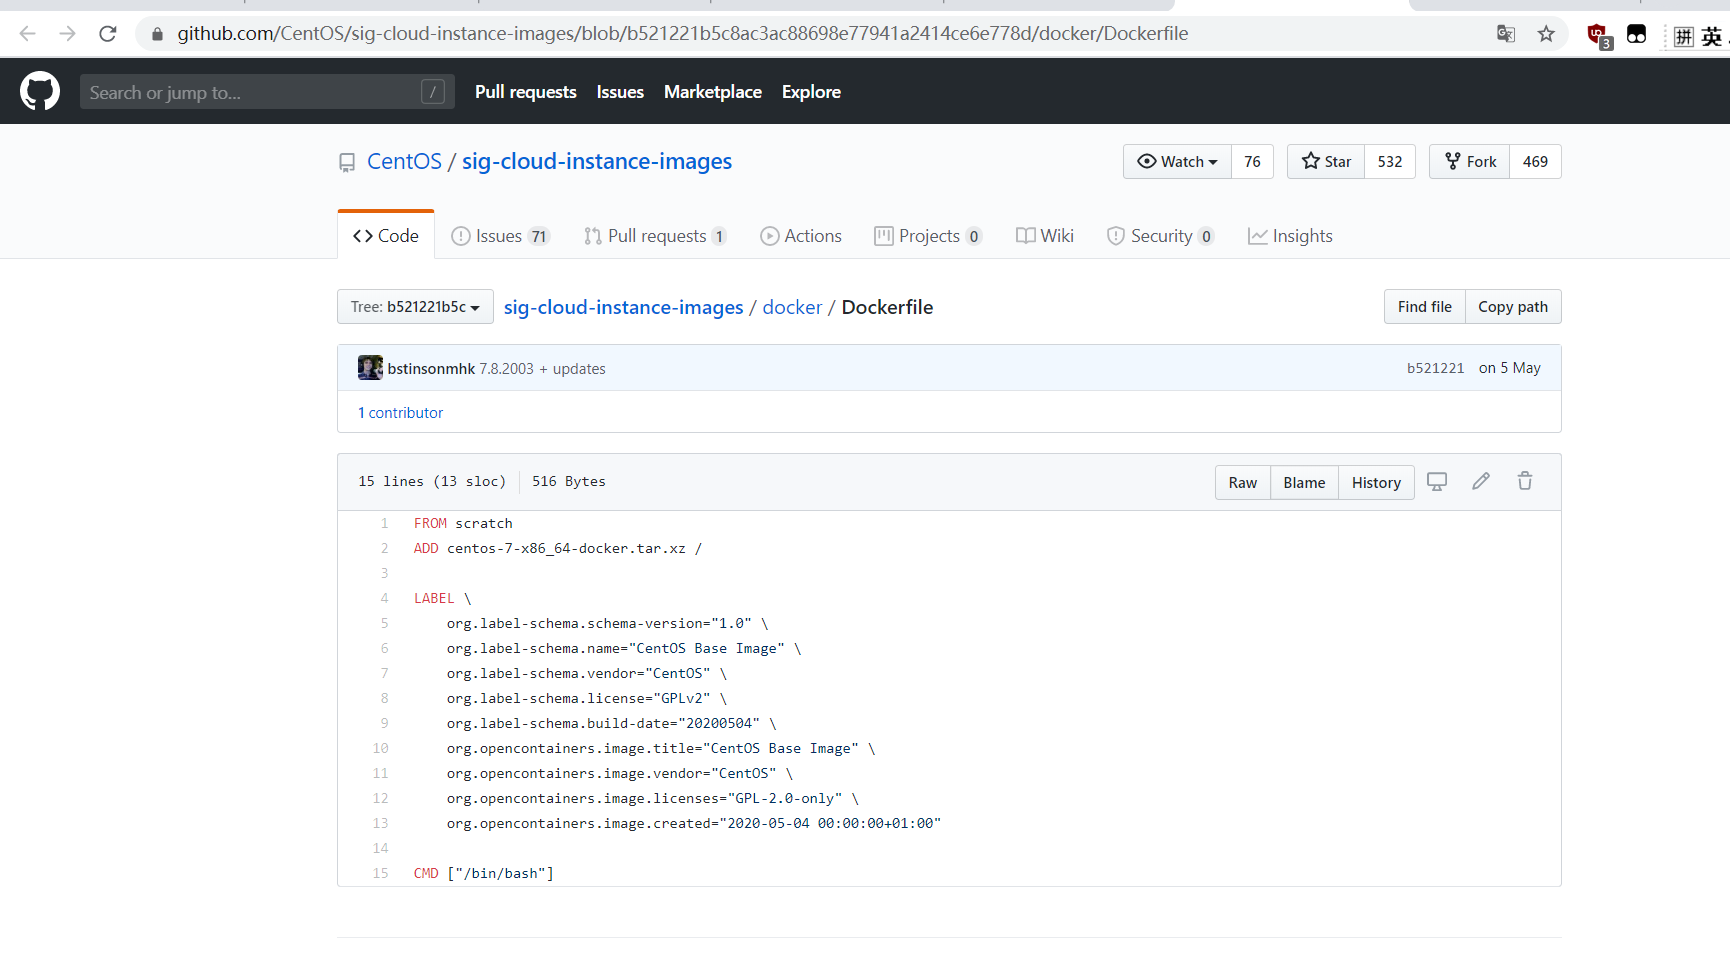 github.com/CentOS/sig-cloud-instance-images/blob/b521221b5c8ac3ac88698e77941a2414ce6e778d/docker/Dockerfile
3
拼 英
Search or jump to... /
Pull requests Issues Marketplace Explore
CentOS / sig-cloud-instance-images
Watch 76 Star 532 Fork 469
Code Issues 71 Pull requests 1 Actions Projects 0 Wiki Security 0 Insights
Tree: b521221b5c sig-cloud-instance-images / docker / Dockerfile Find file Copy path
bstinsonmhk 7.8.2003 + updates b521221 on 5 May
1 contributor
15 lines (13 sloc) 516 Bytes Raw Blame History
1 FROM scratch
2 ADD centos-7-x86_64-docker.tar.xz /
3
4 LABEL \
5 org.label-schema.schema-version="1.0" \
6 org.label-schema.name="CentOS Base Image" \
7 org.label-schema.vendor="CentOS" \
8 org.label-schema.license="GPLv2" \
9 org.label-schema.build-date="20200504" \
10 org.opencontainers.image.title="CentOS Base Image" \
11 org.opencontainers.image.vendor="CentOS" \
12 org.opencontainers.image.licenses="GPL-2.0-only" \
13 org.opencontainers.image.created="2020-05-04 00:00:00+01:00"
14
15 CMD ["/bin/bash"]